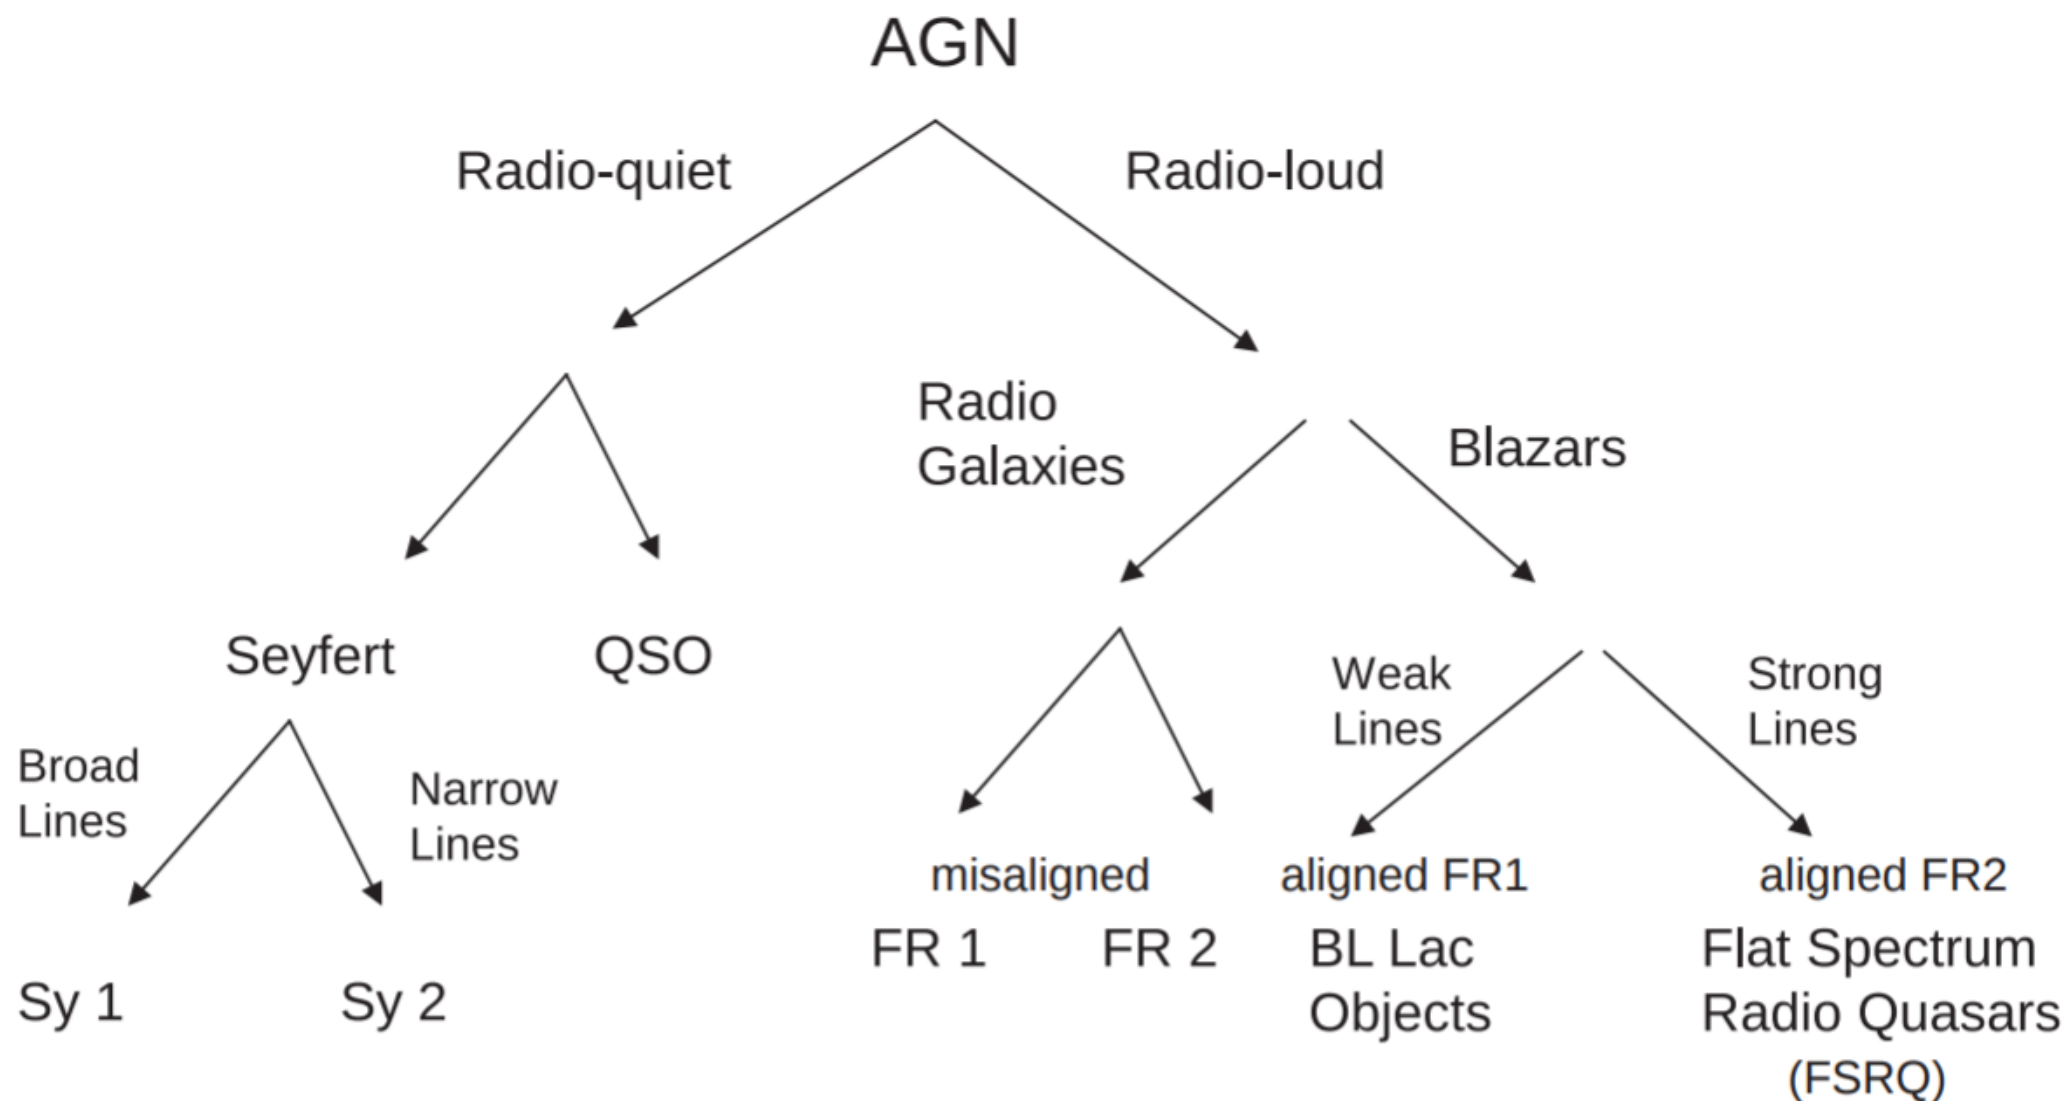 AGN
Radio-quiet
Radio-loud
Radio
Galaxies
Blazars
Seyfert
QSO
Weak
Lines
Strong
Lines
Broad
Lines
Narrow
Lines
misaligned
aligned FR1
aligned FR2
FR 1
FR 2
BL Lac
Objects
Flat Spectrum
Radio Quasars
(FSRQ)
Sy 1
Sy 2